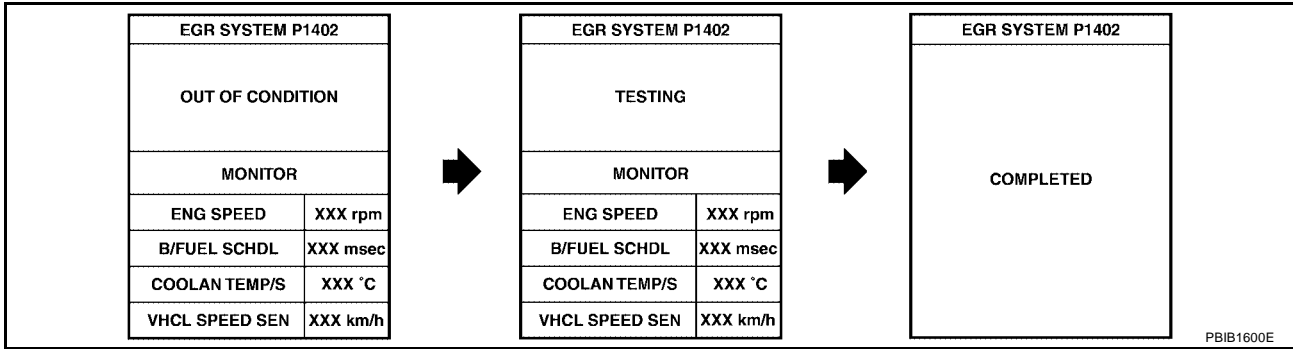 EGR SYSTEM P1402
OUT OF CONDITION
MONITOR
ENG SPEED XXX rpm
B/FUEL SCHDL XXX msec
COOLAN TEMP/S XXX °C
VHCL SPEED SEN XXX km/h
EGR SYSTEM P1402
TESTING
MONITOR
ENG SPEED XXX rpm
B/FUEL SCHDL XXX msec
COOLAN TEMP/S XXX °C
VHCL SPEED SEN XXX km/h
EGR SYSTEM P1402
COMPLETED
PBIB1600E